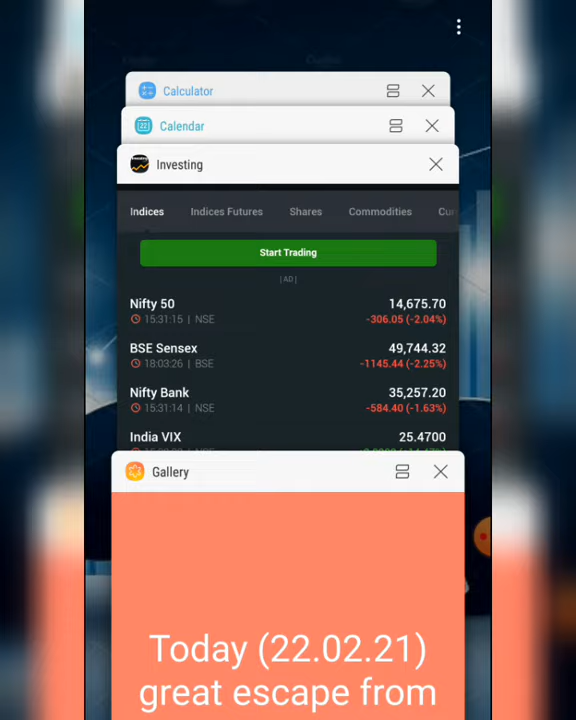 Calculator
Calendar
Investing
Indices Indices Futures Shares Commodities Cu
Start Trading
[AD]
Nifty 50 14,675.70
15:31:15 | NSE -306.05 (-2.04%)
BSE Sensex 49,744.32
18:03:26 | BSE -1145.44 (-2.25%)
Nifty Bank 35,257.20
15:31:14 | NSE -584.40 (-1.63%)
India VIX 25.4700
Gallery
Today (22.02.21)
great escape from